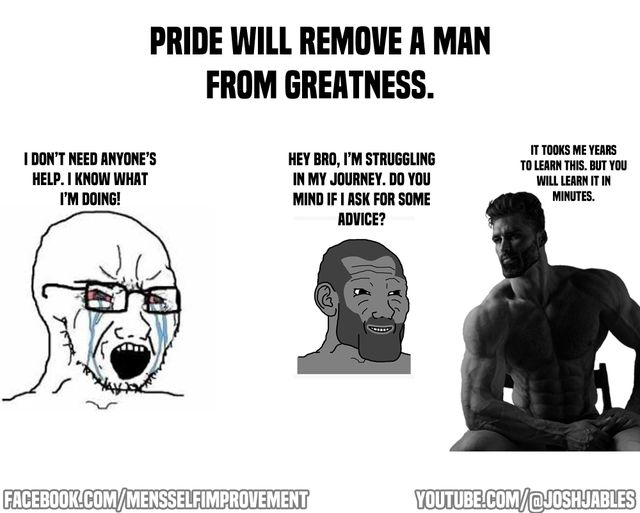 PRIDE WILL REMOVE A MAN
FROM GREATNESS.
I DON'T NEED ANYONE'S
HELP. I KNOW WHAT
I'M DOING!
HEY BRO, I'M STRUGGLING
IN MY JOURNEY. DO YOU
MIND IF I ASK FOR SOME
ADVICE?
IT TOOKS ME YEARS
TO LEARN THIS. BUT YOU
WILL LEARN IT IN
MINUTES.
FACEBOOK.COM/MENSSELFIMPROVEMENT
YOUTUBE.COM/@JOSHJABLES